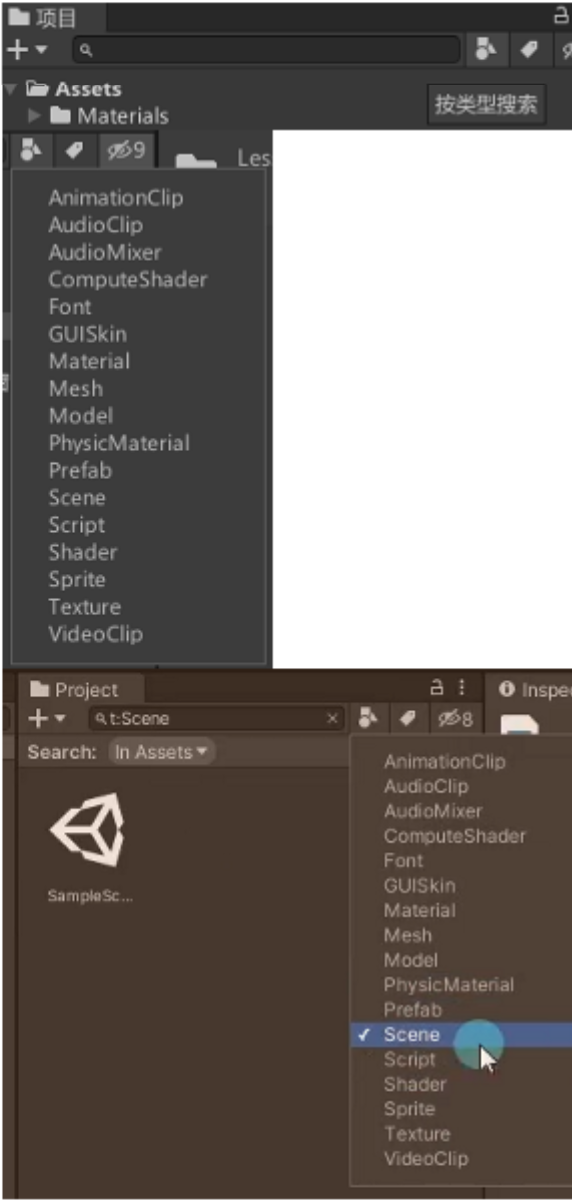 项目
Assets
Materials
按类型搜索
9
Les
AnimationClip
AudioClip
AudioMixer
ComputeShader
Font
GUISkin
Material
Mesh
Model
PhysicMaterial
Prefab
Scene
Script
Shader
Sprite
Texture
VideoClip
Project
Inspe
t:Scene
8
Search: In Assets
SampleSc...
AnimationClip
AudioClip
AudioMixer
ComputeShader
Font
GUISkin
Material
Mesh
Model
PhysicMaterial
Prefab
Scene
Script
Shader
Sprite
Texture
VideoClip